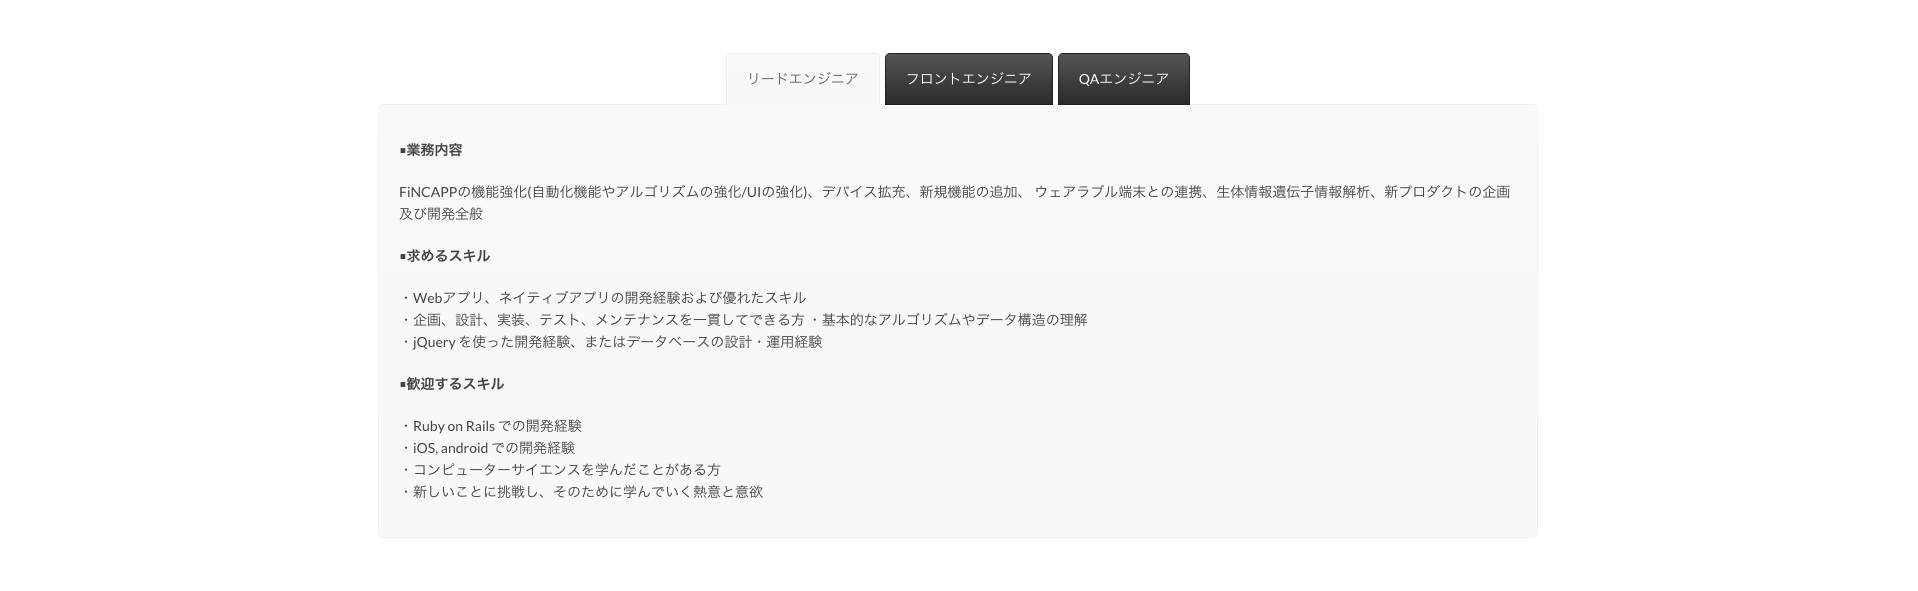 リードエンジニア
フロントエンジニア
QAエンジニア
▪業務内容
FiNCAPPの機能強化(自動化機能やアルゴリズムの強化/UIの強化)、デバイス拡充、新規機能の追加、 ウェアラブル端末との連携、生体情報遺伝子情報解析、新プロダクトの企画
及び開発全般
▪求めるスキル
・Webアプリ、ネイティブアプリの開発経験および優れたスキル
・企画、設計、実装、テスト、メンテナンスを一貫してできる方 ・基本的なアルゴリズムやデータ構造の理解
・jQuery を使った開発経験、またはデータベースの設計・運用経験
▪歓迎するスキル
・Ruby on Rails での開発経験
・iOS, android での開発経験
・コンピューターサイエンスを学んだことがある方
・新しいことに挑戦し、そのために学んでいく熱意と意欲